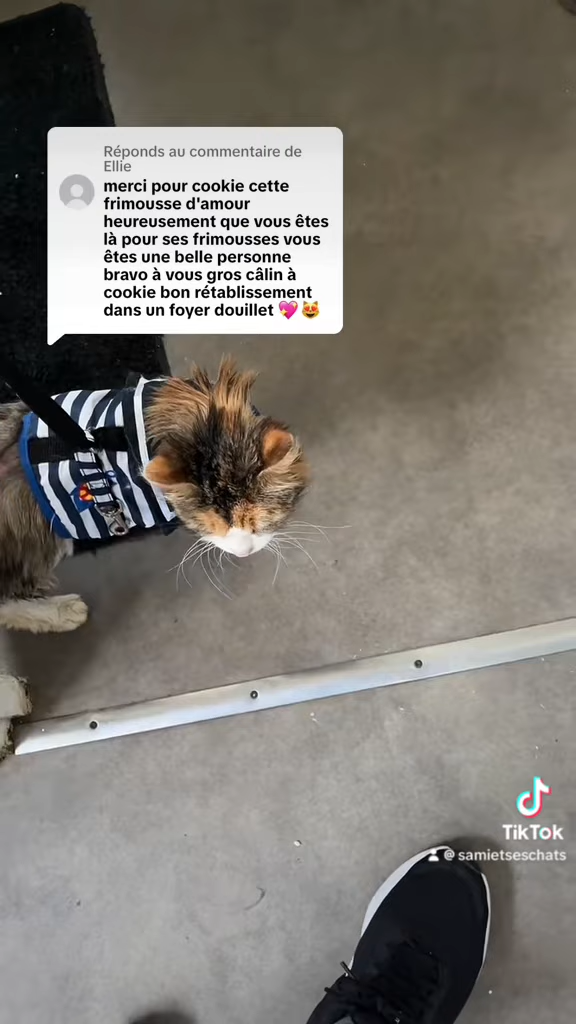 Réponds au commentaire de
Ellie
merci pour cookie cette
frimousse d'amour
heureusement que vous êtes
là pour ses frimousses vous
êtes une belle personne
bravo à vous gros câlin à
cookie bon rétablissement
dans un foyer douillet 💖😻
TikTok
@samietseschats